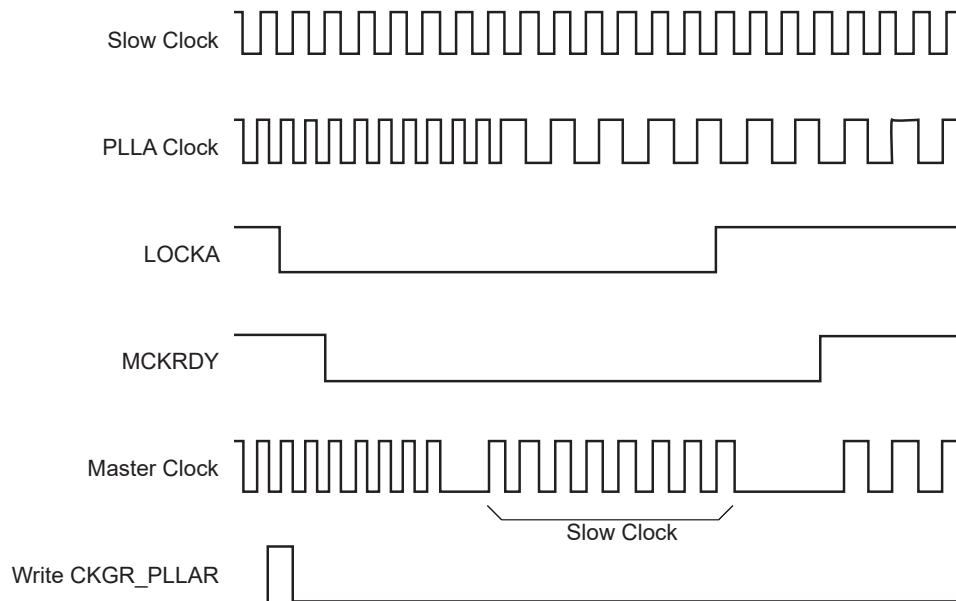 Slow Clock
PLLA Clock
LOCKA
MCKRDY
Master Clock
Slow Clock
Write CKGR_PLLAR